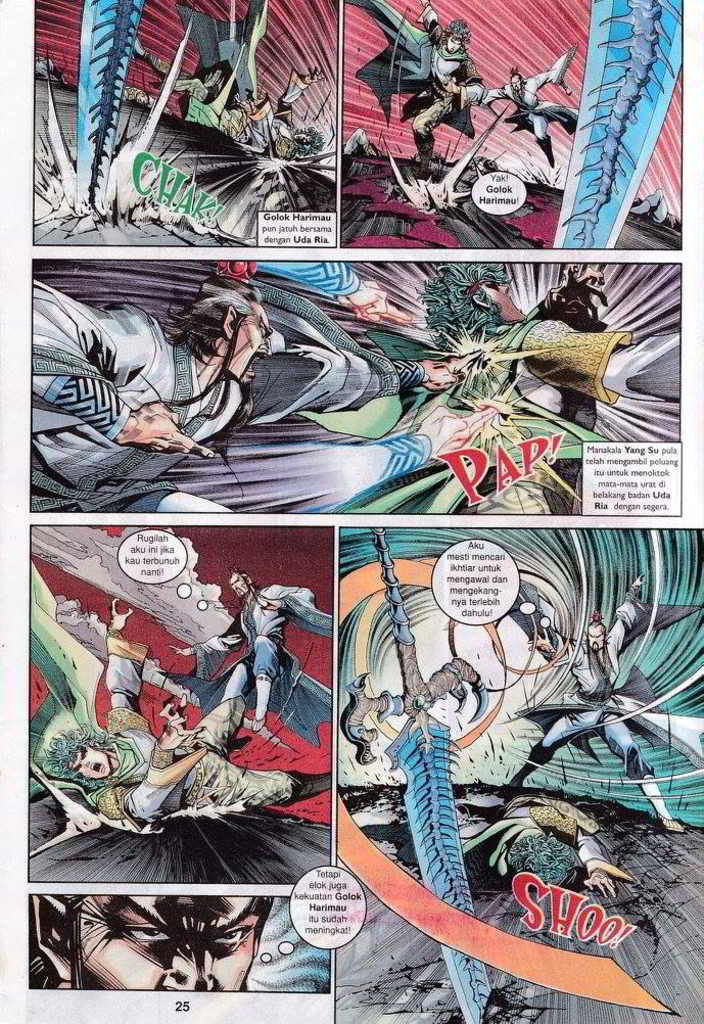 CHAK!
Golok Harimau
pun jatuh bersama
dengan Uda Ria.
Yak!
Golok
Harimau!
PAP!
Manakala Yang Su pula
telah mengambil peluang
itu untuk menoktok
mata-mata urat di
belakang badan Uda
Ria dengan segera.
Rugilah
aku ini jika
kau terbunuh
nanti!
Aku
mesti mencari
ikhtiar untuk
mengawal dan
mengekang-
nya terlebih
dahulu!
Tetapi
elok juga
kekuatan Golok
Harimau
itu sudah
meningkat!
SHOO!
25